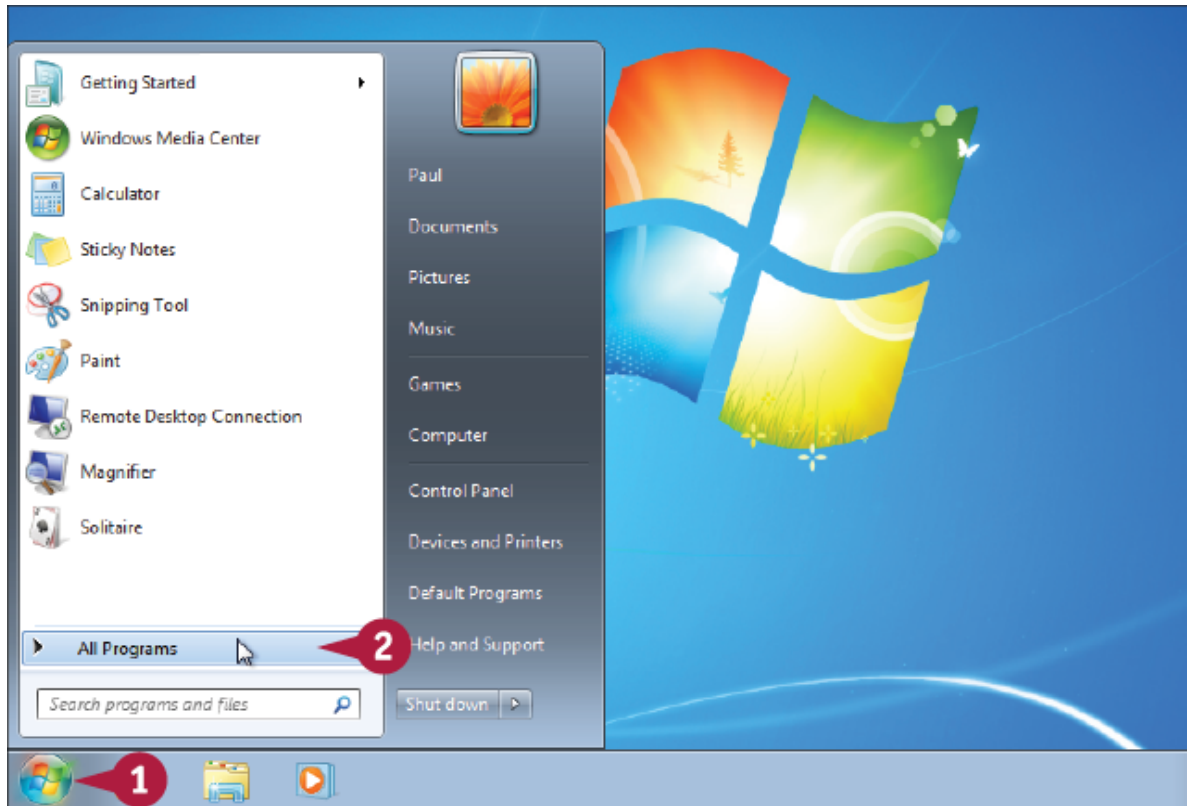 Getting Started
Windows Media Center
Calculator
Sticky Notes
Snipping Tool
Paint
Remote Desktop Connection
Magnifier
Solitaire
All Programs
Search programs and files
Paul
Documents
Pictures
Music
Games
Computer
Control Panel
Devices and Printers
Default Programs
Help and Support
Shut down
2
1